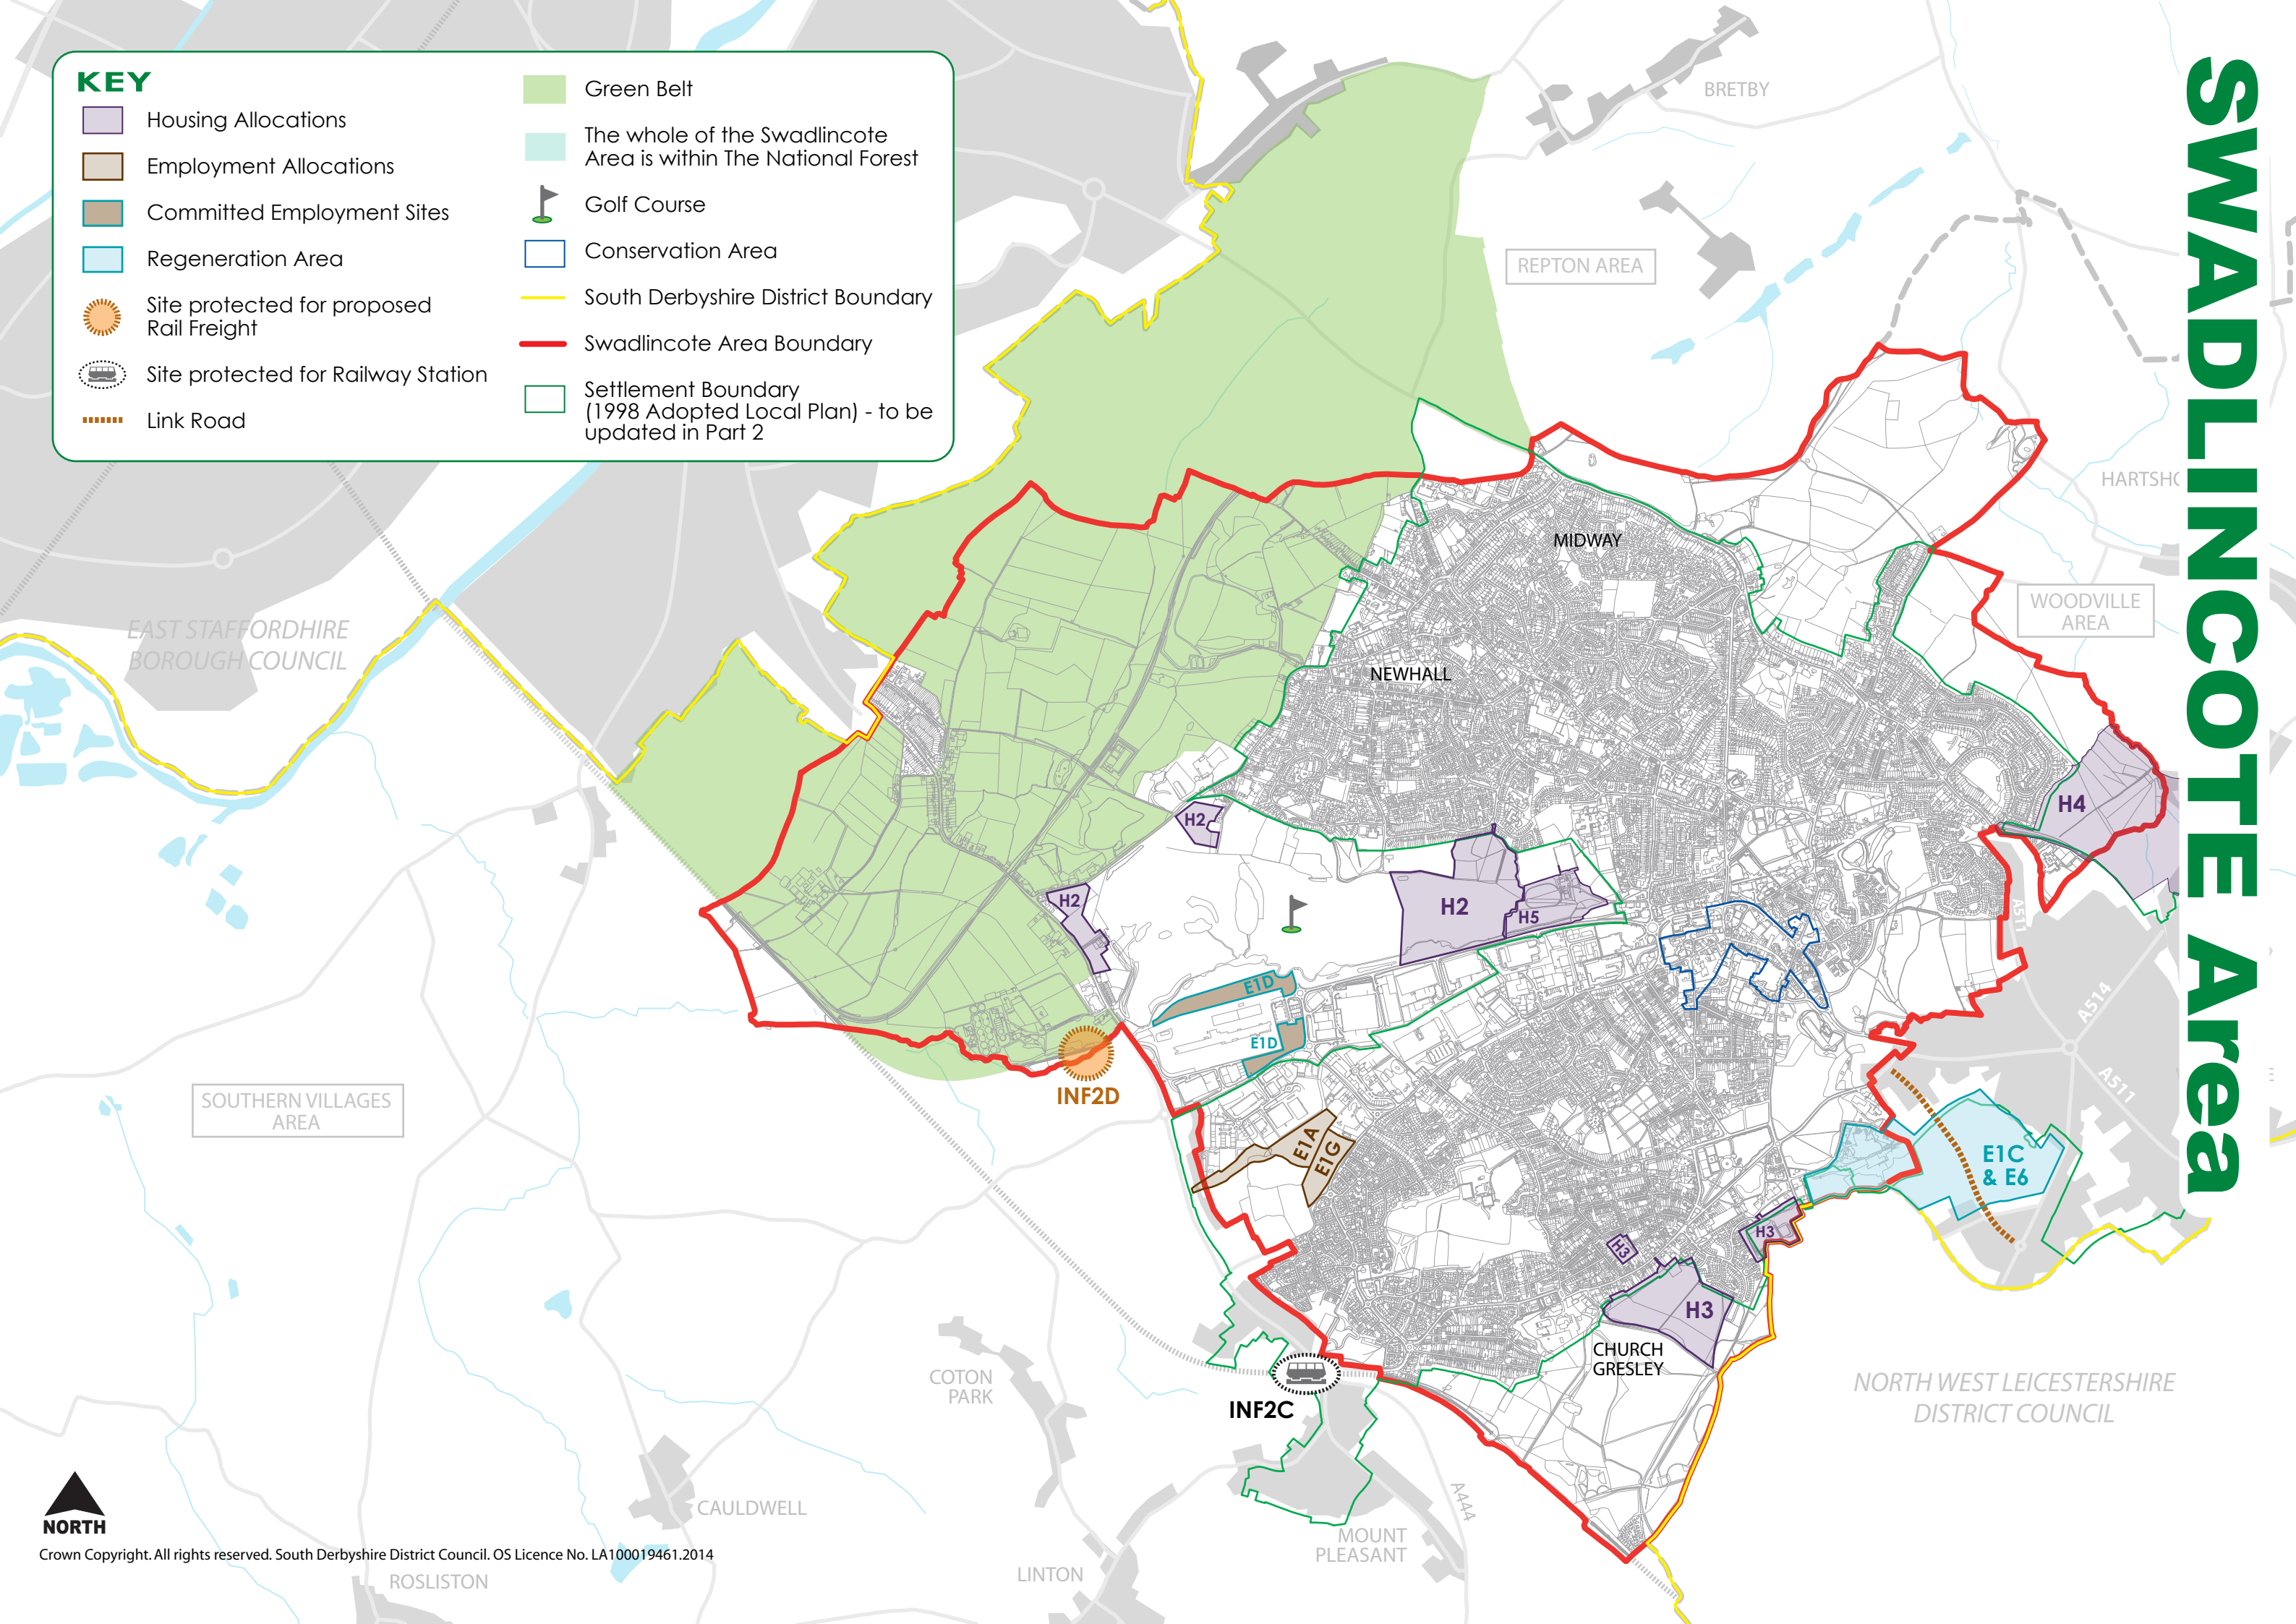 KEY
Housing Allocations
Employment Allocations
Committed Employment Sites
Regeneration Area
Site protected for proposed
Rail Freight
Site protected for Railway Station
Link Road
Green Belt
The whole of the Swadlincote
Area is within The National Forest
Golf Course
Conservation Area
South Derbyshire District Boundary
Swadlincote Area Boundary
Settlement Boundary
(1998 Adopted Local Plan) - to be
updated in Part 2
SWADLINCOTE Area
BRETBY
REPTON AREA
HARTSHO
MIDWAY
WOODVILLE
AREA
EAST STAFFORDSHIRE
BOROUGH COUNCIL
NEWHALL
H4
H2
H2
H2
H5
A511
E1D
E1D
A514
A511
INF2D
SOUTHERN VILLAGES
AREA
E1A
E1G
E1C
& E6
H3
H3
H3
CHURCH
GRESLEY
COTON
PARK
INF2C
NORTH WEST LEICESTERSHIRE
DISTRICT COUNCIL
A444
CAULDWELL
MOUNT
PLEASANT
NORTH
Crown Copyright. All rights reserved. South Derbyshire District Council. OS Licence No. LA100019461.2014
LINTON
ROSLISTON